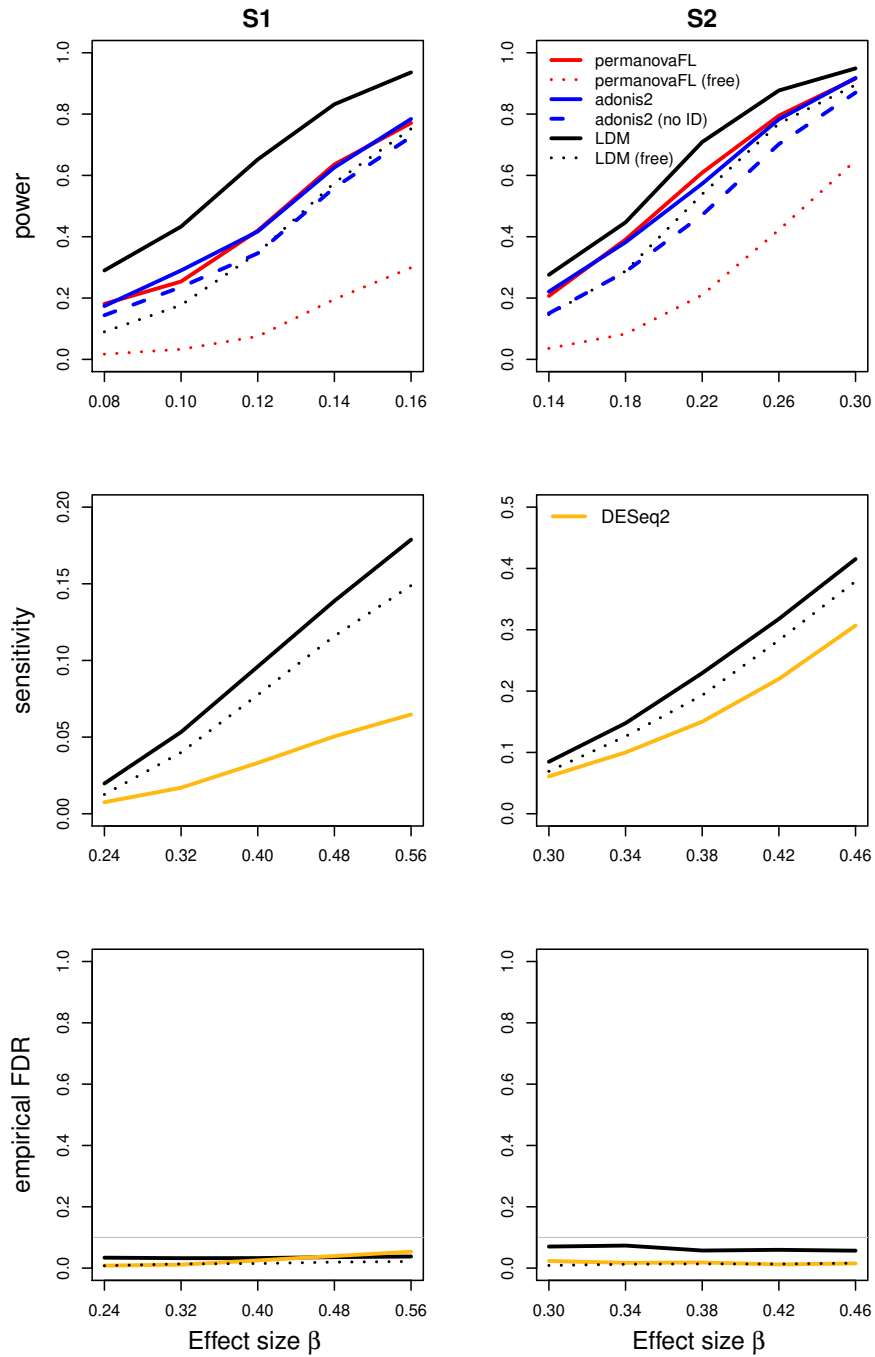 S1
S2
power
1.0
0.8
0.6
0.4
0.2
0.0
0.08 0.10 0.12 0.14 0.16
1.0
0.8
0.6
0.4
0.2
0.0
permanovaFL
permanovaFL (free)
adonis2
adonis2 (no ID)
LDM
LDM (free)
0.14 0.18 0.22 0.26 0.30
sensitivity
0.20
0.15
0.10
0.05
0.00
0.24 0.32 0.40 0.48 0.56
0.5
0.4
0.3
0.2
0.1
0.0
DESeq2
0.30 0.34 0.38 0.42 0.46
empirical FDR
1.0
0.8
0.6
0.4
0.2
0.0
0.24 0.32 0.40 0.48 0.56
Effect size β
1.0
0.8
0.6
0.4
0.2
0.0
0.30 0.34 0.38 0.42 0.46
Effect size β